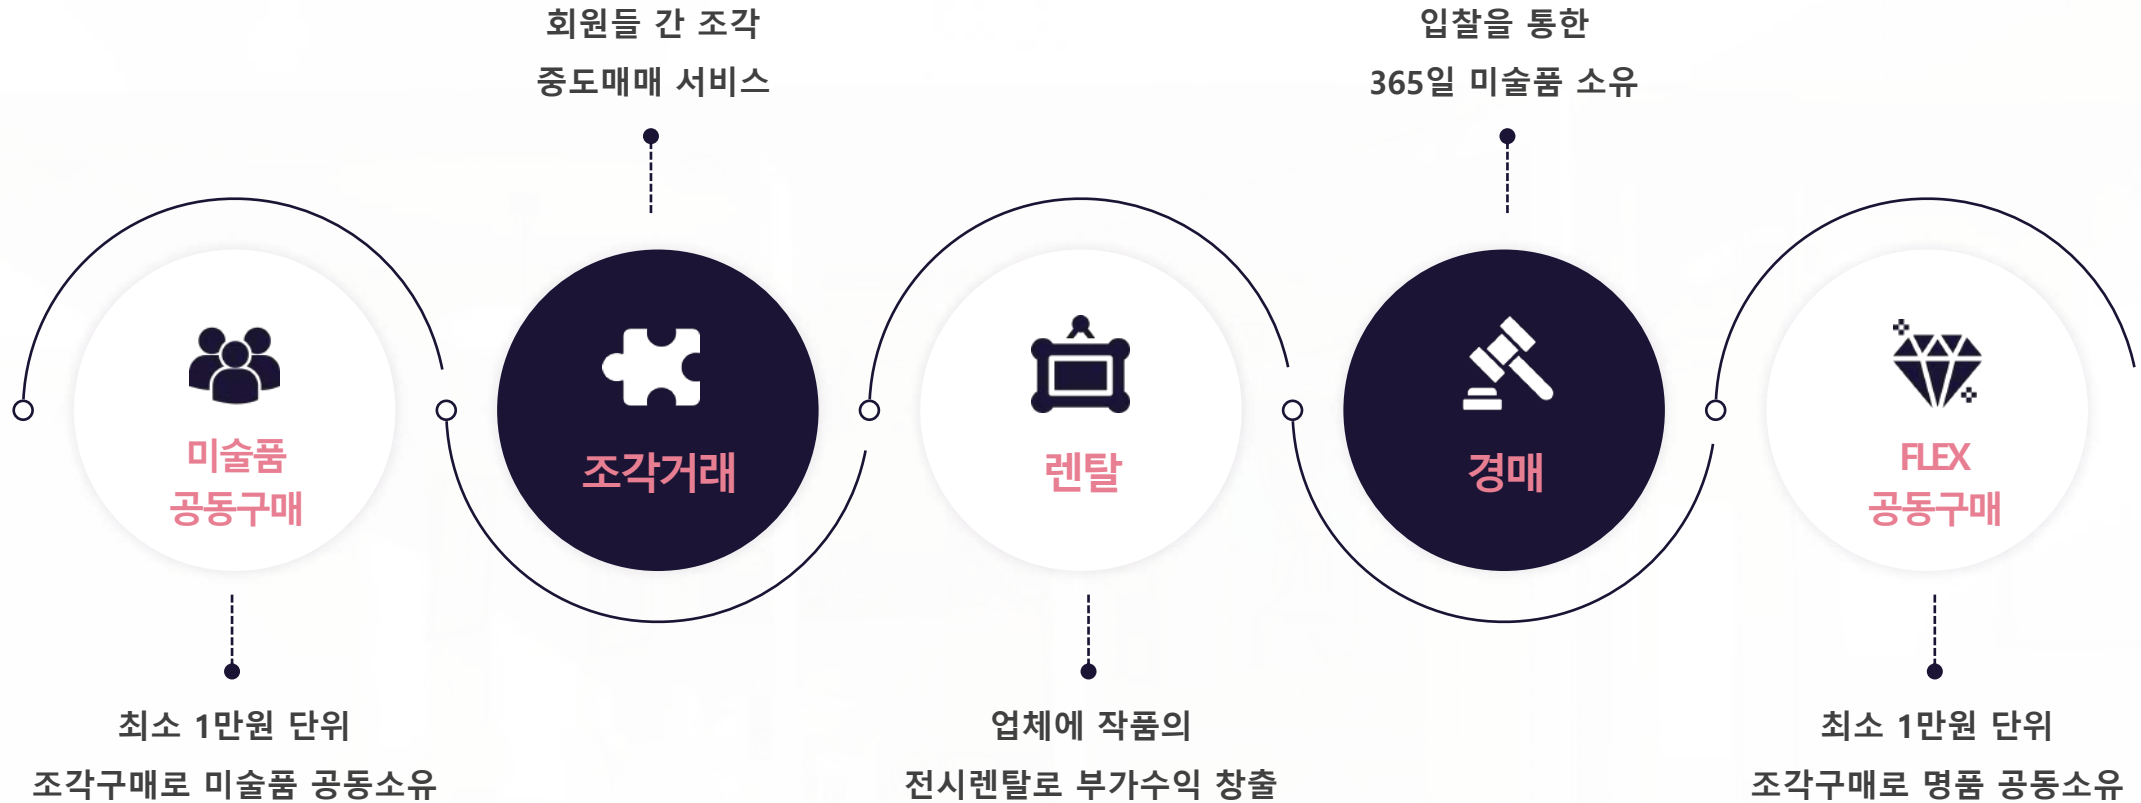 회원들 간 조각
중도매매 서비스
입찰을 통한
365일 미술품 소유
미술품
공동구매
조각거래
렌탈
경매
FLEX
공동구매
최소 1만원 단위
조각구매로 미술품 공동소유
업체에 작품의
전시렌탈로 부가수익 창출
최소 1만원 단위
조각구매로 명품 공동소유